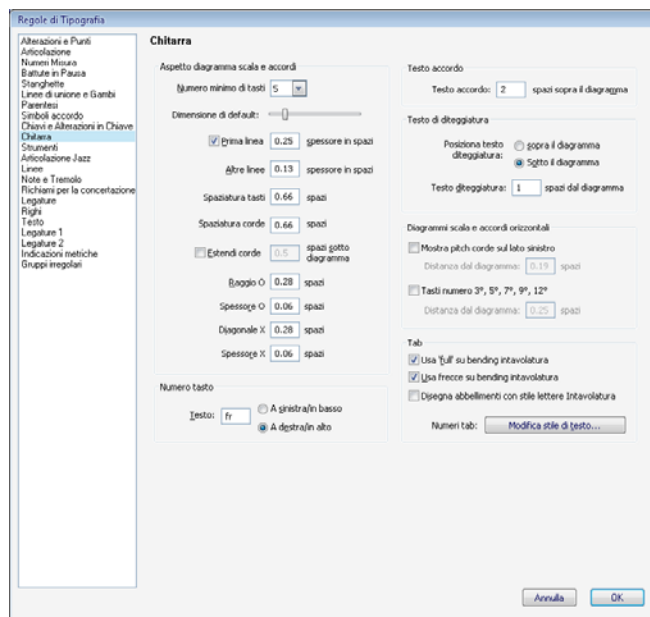 Regole di Tipografia
Alterazioni e Punti
Articolazione
Numeri Misura
Battute in Pausa
Stanghette
Linee di unione e Gambi
Parentesi
Simboli accordo
Chiavi e Alterazioni in Chiave
Chitarra
Strumenti
Articolazione Jazz
Linee
Note e Tremolo
Richiami per la concertazione
Legature
Righi
Testo
Legature 1
Legature 2
Indicazioni metriche
Gruppi irregolari
Chitarra
Aspetto diagramma scala e accordi
Numero minimo di tasti 5
Dimensione di default:
Prima linea 0.25 spessore in spazi
Altre linee 0.13 spessore in spazi
Spaziatura tasti 0.66 spazi
Spaziatura corde 0.66 spazi
Estendi corde 0.5 spazi sotto diagramma
Raggio O 0.28 spazi
Spessore O 0.06 spazi
Diagonale X 0.28 spazi
Spessore X 0.06 spazi
Numero tasto
Testo: fr
A sinistra/in basso
A destra/in alto
Testo accordo
Testo accordo: 2 spazi sopra il diagramma
Testo di diteggiatura
Posiziona testo diteggiatura:
sopra il diagramma
Sotto il diagramma
Testo diteggiatura: 1 spazi dal diagramma
Diagrammi scala e accordi orizzontali
Mostra pitch corde sul lato sinistro
Distanza dal diagramma: 0.19 spazi
Tasti numero 3°, 5°, 7°, 9°, 12°
Distanza dal diagramma: 0.25 spazi
Tab
Usa 'full' su bending intavolatura
Usa frecce su bending intavolatura
Disegna abbellimenti con stile lettere Intavolatura
Numeri tab: Modifica stile di testo...
Annulla
OK